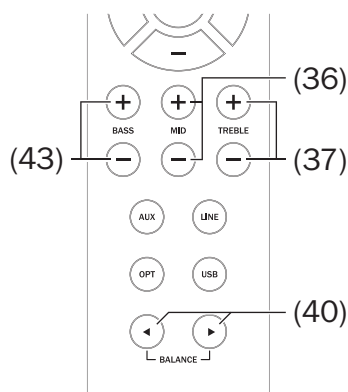 −
(36)
+ + +
BASS MID TREBLE
(43) − − − (37)
AUX LINE
OPT USB
(40)
◄ ►
BALANCE